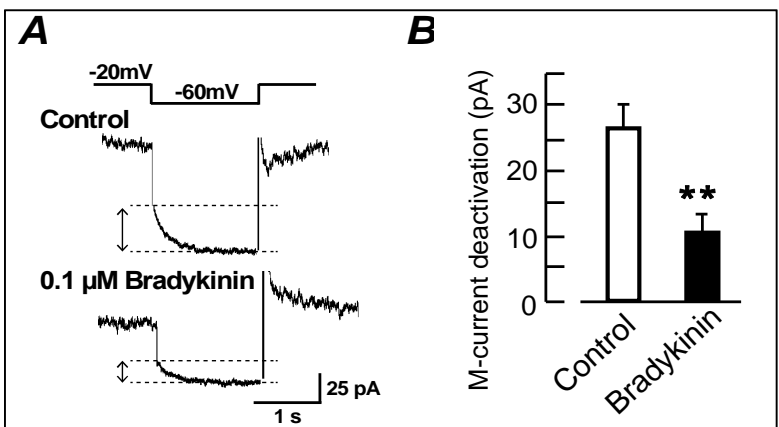 A
-20mV
-60mV
Control
0.1 µM Bradykinin
25 pA
1 s
B
M-current deactivation (pA)
30
20
10
0
**
Control
Bradykinin